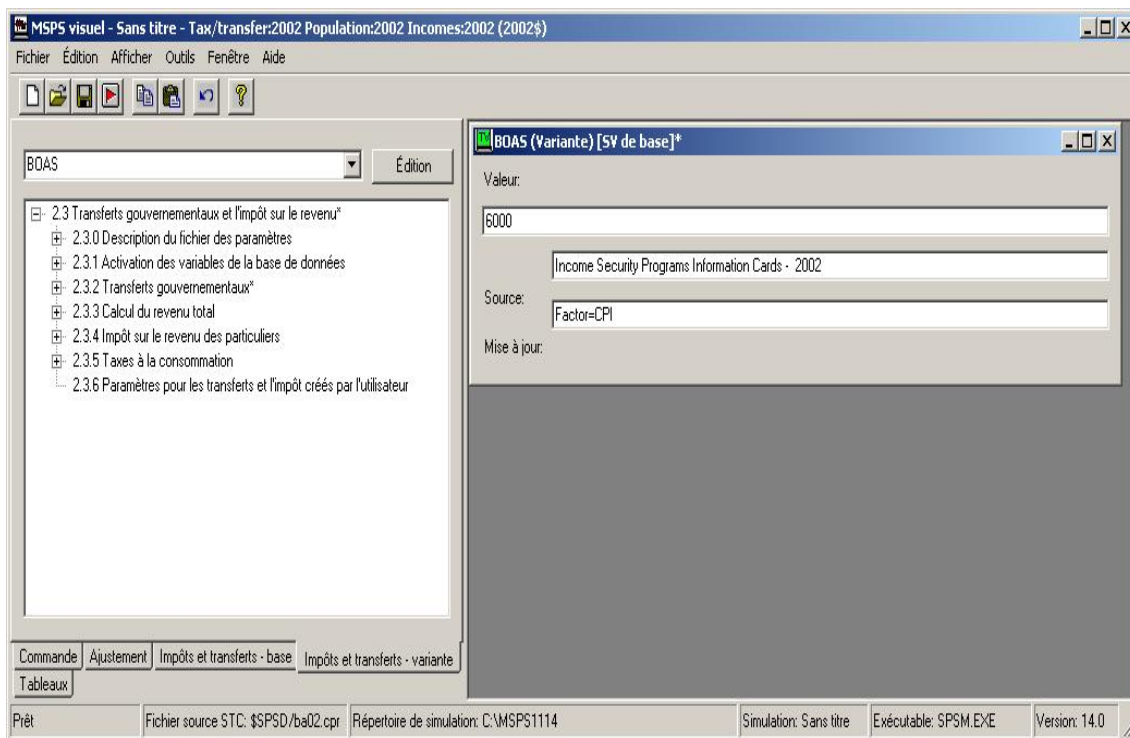 MSPS visuel - Sans titre - Tax/transfer:2002 Population:2002 Incomes:2002 (2002$)
Fichier Édition Afficher Outils Fenêtre Aide
BOAS
Édition
2.3 Transferts gouvernementaux et l'impôt sur le revenu*
2.3.0 Description du fichier des paramètres
2.3.1 Activation des variables de la base de données
2.3.2 Transferts gouvernementaux*
2.3.3 Calcul du revenu total
2.3.4 Impôt sur le revenu des particuliers
2.3.5 Taxes à la consommation
2.3.6 Paramètres pour les transferts et l'impôt créés par l'utilisateur
Commande Ajustement Impôts et transferts - base Impôts et transferts - variante
Tableaux
TV BOAS (Variante) [SV de base]*
Valeur:
6000
Income Security Programs Information Cards - 2002
Source:
Factor=CPI
Mise à jour:
Prêt Fichier source STC: $SPSD/ba02.cpr Répertoire de simulation: C:\MSPS1114 Simulation: Sans titre Exécutable: SPSM.EXE Version: 14.0